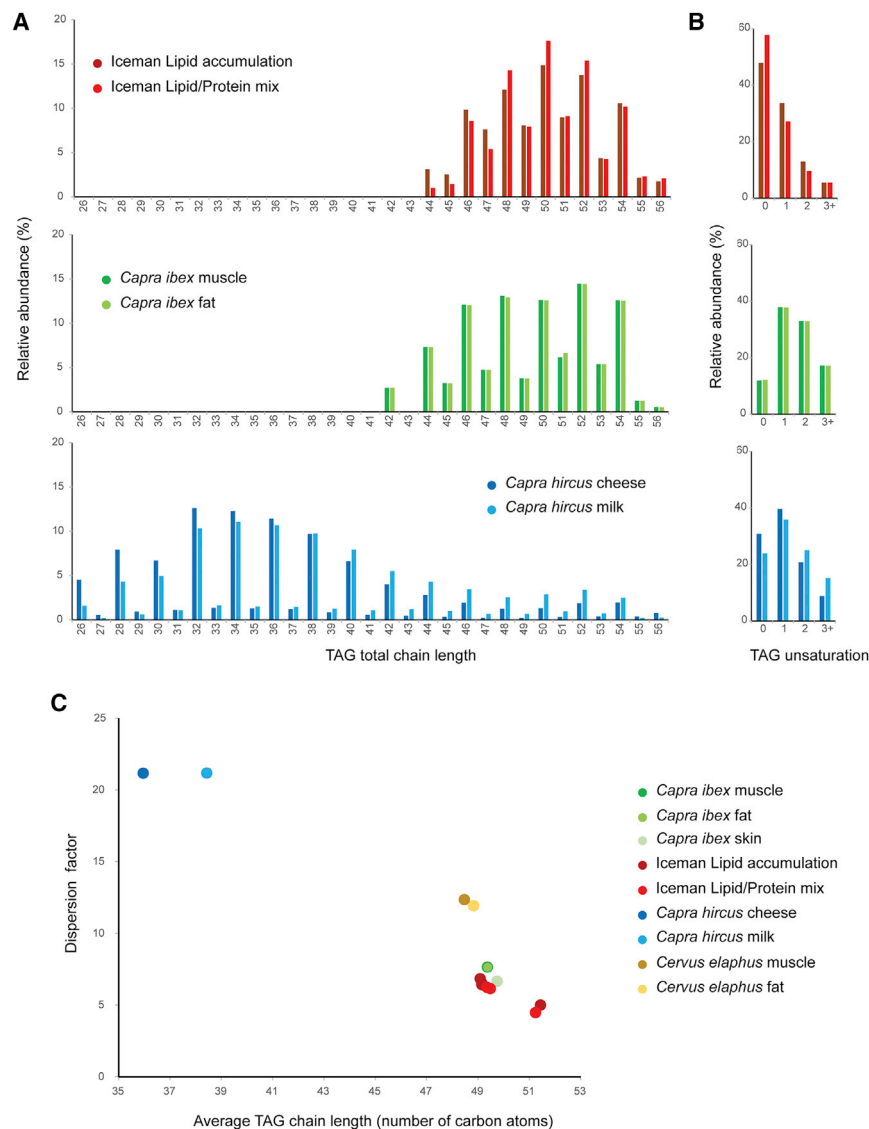 A
B
20
15
10
5
0
Iceman Lipid accumulation
Iceman Lipid/Protein mix
26 27 28 29 30 31 32 33 34 35 36 37 38 39 40 41 42 43 44 45 46 47 48 49 50 51 52 53 54 55 56
60
40
20
0
0 1 2 3+
Relative abundance (%)
20
15
10
5
0
Capra ibex muscle
Capra ibex fat
26 27 28 29 30 31 32 33 34 35 36 37 38 39 40 41 42 43 44 45 46 47 48 49 50 51 52 53 54 55 56
Relative abundance (%)
60
40
20
0
0 1 2 3+
20
15
10
5
0
Capra hircus cheese
Capra hircus milk
26 27 28 29 30 31 32 33 34 35 36 37 38 39 40 41 42 43 44 45 46 47 48 49 50 51 52 53 54 55 56
TAG total chain length
60
40
20
0
0 1 2 3+
TAG unsaturation
C
Dispersion factor
25
20
15
10
5
0
35 37 39 41 43 45 47 49 51 53
Average TAG chain length (number of carbon atoms)
Capra ibex muscle
Capra ibex fat
Capra ibex skin
Iceman Lipid accumulation
Iceman Lipid/Protein mix
Capra hircus cheese
Capra hircus milk
Cervus elaphus muscle
Cervus elaphus fat